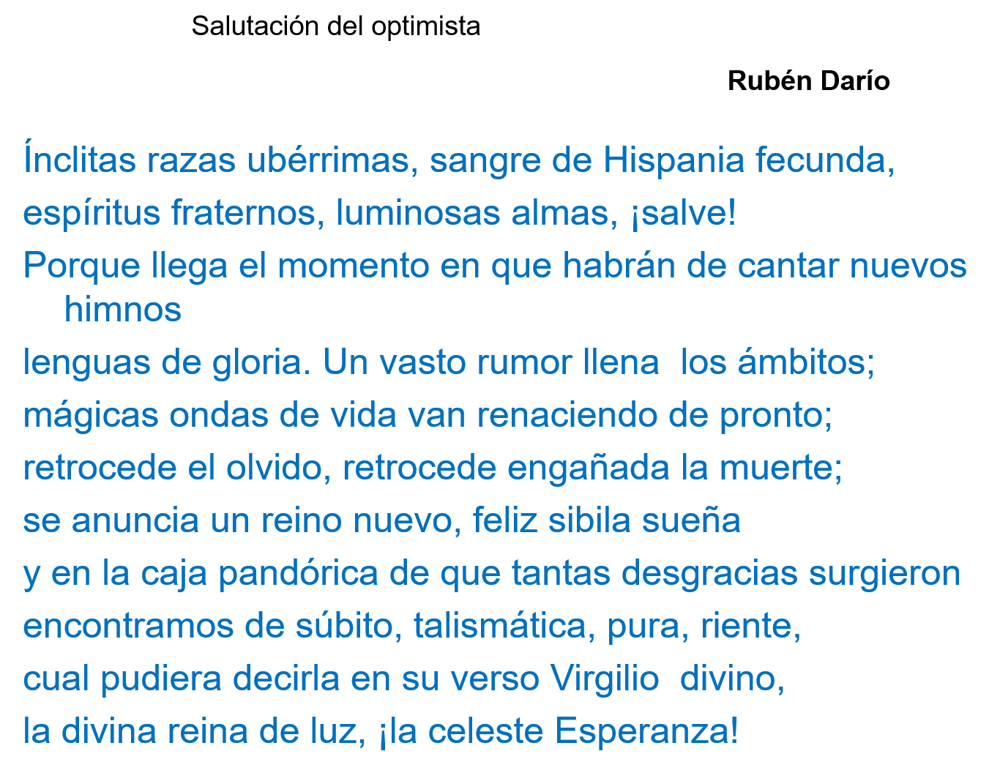 Salutación del optimista
Rubén Darío
Ínclitas razas ubérrimas, sangre de Hispania fecunda,
espíritus fraternos, luminosas almas, ¡salve!
Porque llega el momento en que habrán de cantar nuevos
himnos
lenguas de gloria. Un vasto rumor llena  los ámbitos;
mágicas ondas de vida van renaciendo de pronto;
retrocede el olvido, retrocede engañada la muerte;
se anuncia un reino nuevo, feliz sibila sueña
y en la caja pandórica de que tantas desgracias surgieron
encontramos de súbito, talismática, pura, riente,
cual pudiera decirla en su verso Virgilio  divino,
la divina reina de luz, ¡la celeste Esperanza!